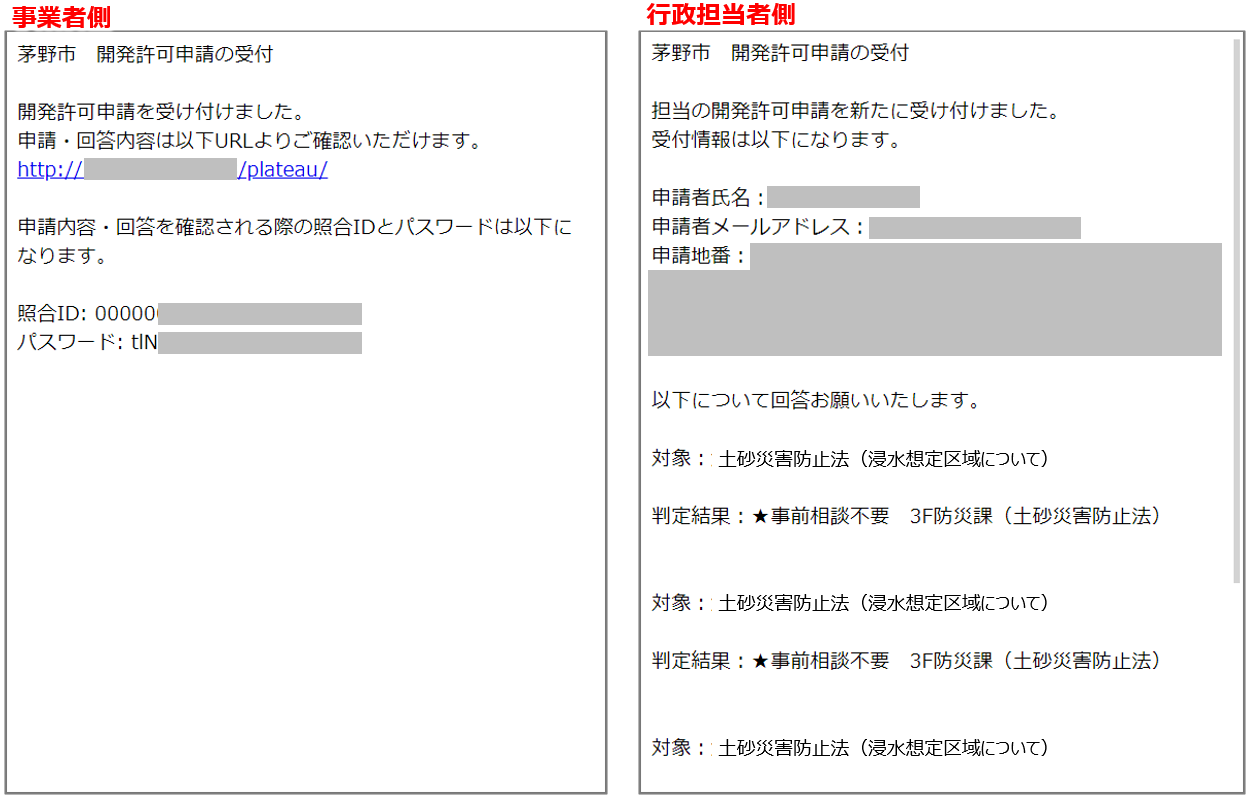 事業者側
茅野市　開発許可申請の受付
開発許可申請を受け付けました。
申請・回答内容は以下URLよりご確認いただけます。
http:// /plateau/
申請内容・回答を確認される際の照合IDとパスワードは以下に
なります。
照合ID: 00000
パスワード: tlN
行政担当者側
茅野市　開発許可申請の受付
担当の開発許可申請を新たに受け付けました。
受付情報は以下になります。
申請者氏名：
申請者メールアドレス：
申請地番：
以下について回答お願いいたします。
対象：土砂災害防止法（浸水想定区域について）
判定結果：★事前相談不要　3F防災課（土砂災害防止法）
対象：土砂災害防止法（浸水想定区域について）
判定結果：★事前相談不要　3F防災課（土砂災害防止法）
対象：土砂災害防止法（浸水想定区域について）